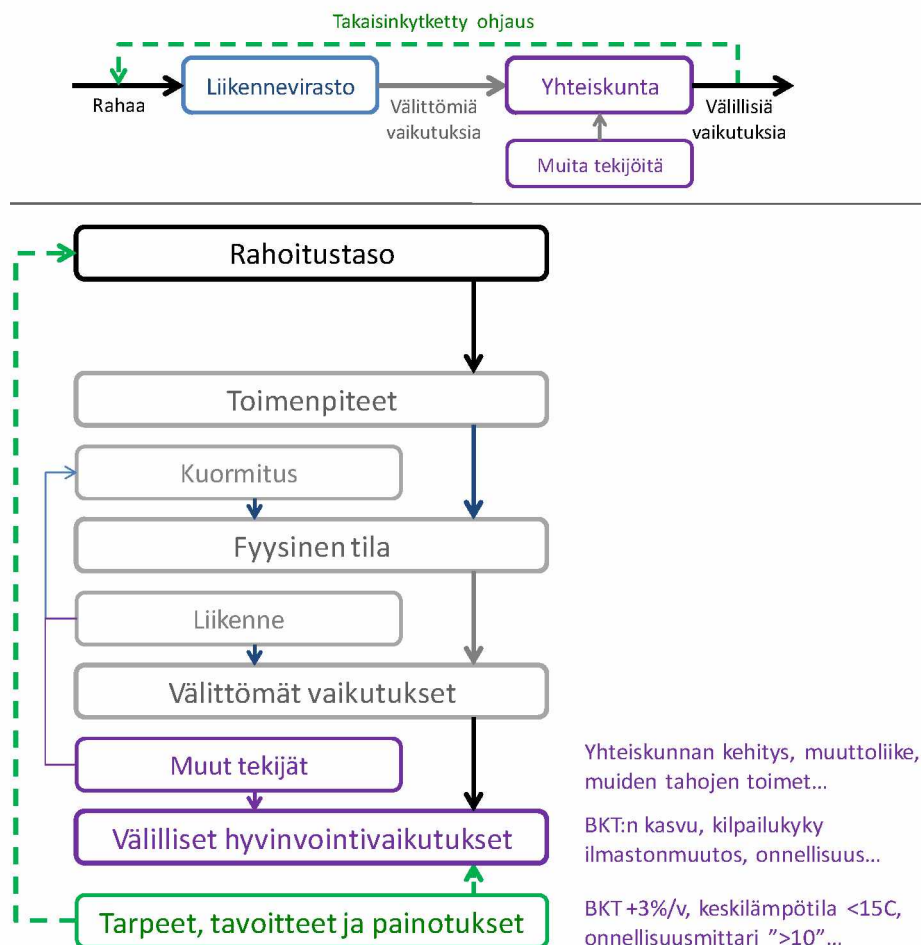 Takaisinkytketty ohjaus
Rahaa
Liikennevirasto
Välittömiä
vaikutuksia
Yhteiskunta
Välillisiä
vaikutuksia
Muita tekijöitä
Rahoitustaso
Toimenpiteet
Kuormitus
Fyysinen tila
Liikenne
Välittömät vaikutukset
Muut tekijät
Yhteiskunnan kehitys, muuttoliike,
muiden tahojen toimet...
Välilliset hyvinvointivaikutukset
BKT:n kasvu, kilpailukyky
ilmastonmuutos, onnellisuus...
Tarpeet, tavoitteet ja painotukset
BKT +3%/v, keskilämpötila <15C,
onnellisuusmittari ”>10”...